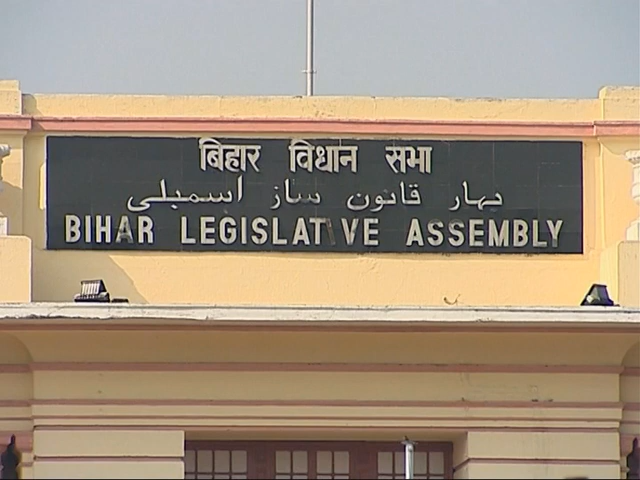 बिहार विधान सभा
بہار قانون ساز اسمبلی
BIHAR LEGISLATIVE ASSEMBLY